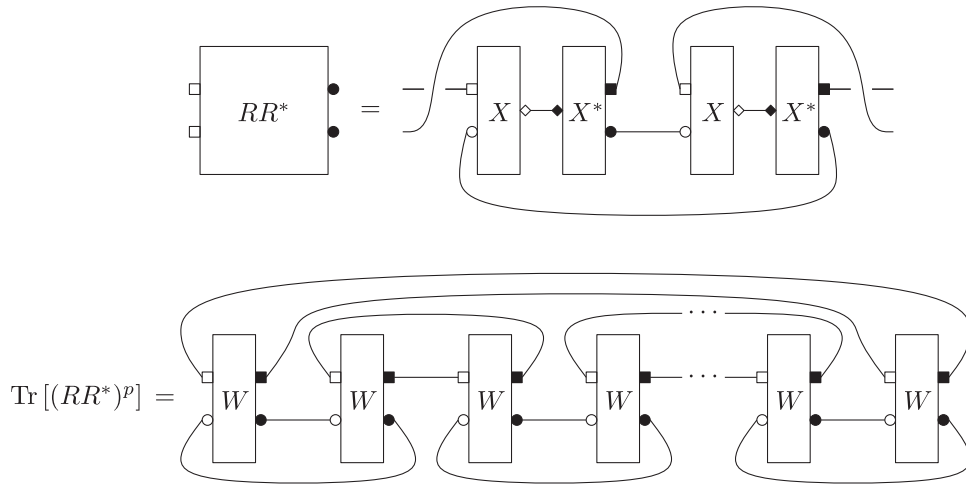 RR* = X X* X X*
· · ·
Tr [(RR*)^p] = W W W W · · · W W